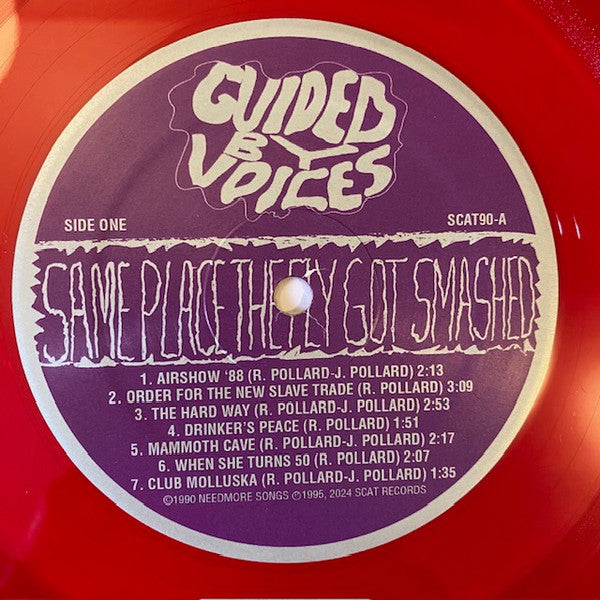 GUIDED
BY
VOICES
SIDE ONE
SCAT90-A
SAME PLACE THE FLY GOT SMASHED
1. AIRSHOW '88 (R. POLLARD-J. POLLARD) 2:13
2. ORDER FOR THE NEW SLAVE TRADE (R. POLLARD) 3:09
3. THE HARD WAY (R. POLLARD-J. POLLARD) 2:53
4. DRINKER'S PEACE (R. POLLARD) 1:51
5. MAMMOTH CAVE (R. POLLARD-J. POLLARD) 2:17
6. WHEN SHE TURNS 50 (R. POLLARD) 2:07
7. CLUB MOLLUSKA (R. POLLARD-J. POLLARD) 1:35
©1990 NEEDMORE SONGS ℗1995, 2024 SCAT RECORDS